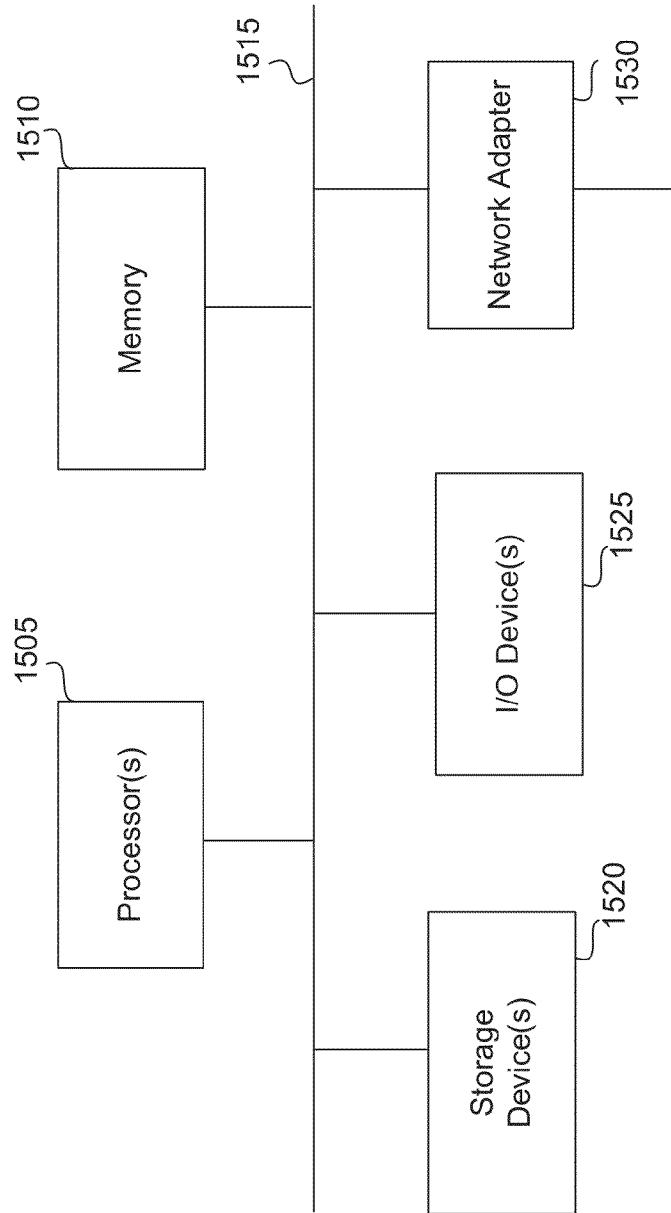 1505
1510
Processor(s)
Memory
1515
Storage
Device(s)
I/O Device(s)
Network Adapter
1520
1525
1530